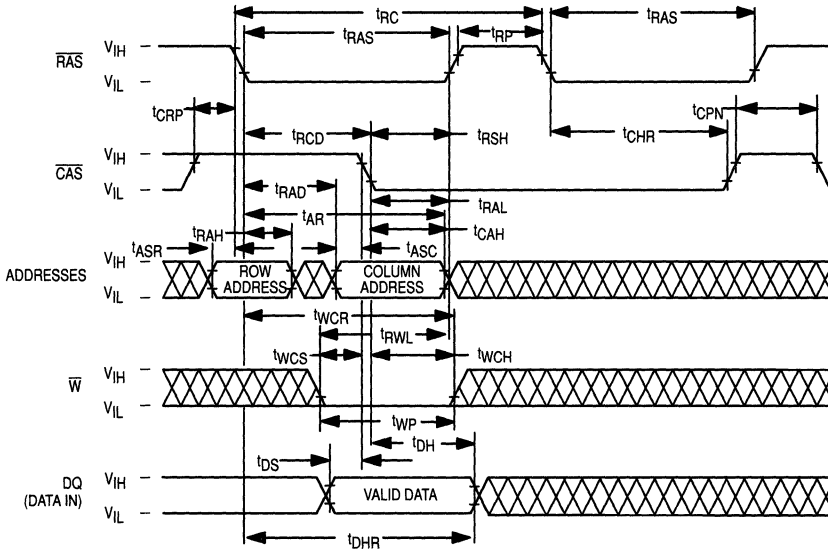 tRC
tRAS
tRP
tRAS
RAS
VIH
VIL
tCRP
tRCD
tRSH
tCHR
tCPN
CAS
VIH
VIL
tRAD
tRAL
tAR
tCAH
tRAH
tASR
tASC
ADDRESSES
VIH
VIL
ROW
ADDRESS
COLUMN
ADDRESS
tWCR
tRWL
tWCS
tWCH
W
VIH
VIL
tWP
tDH
tDS
DQ
(DATA IN)
VIH
VIL
VALID DATA
tDHR